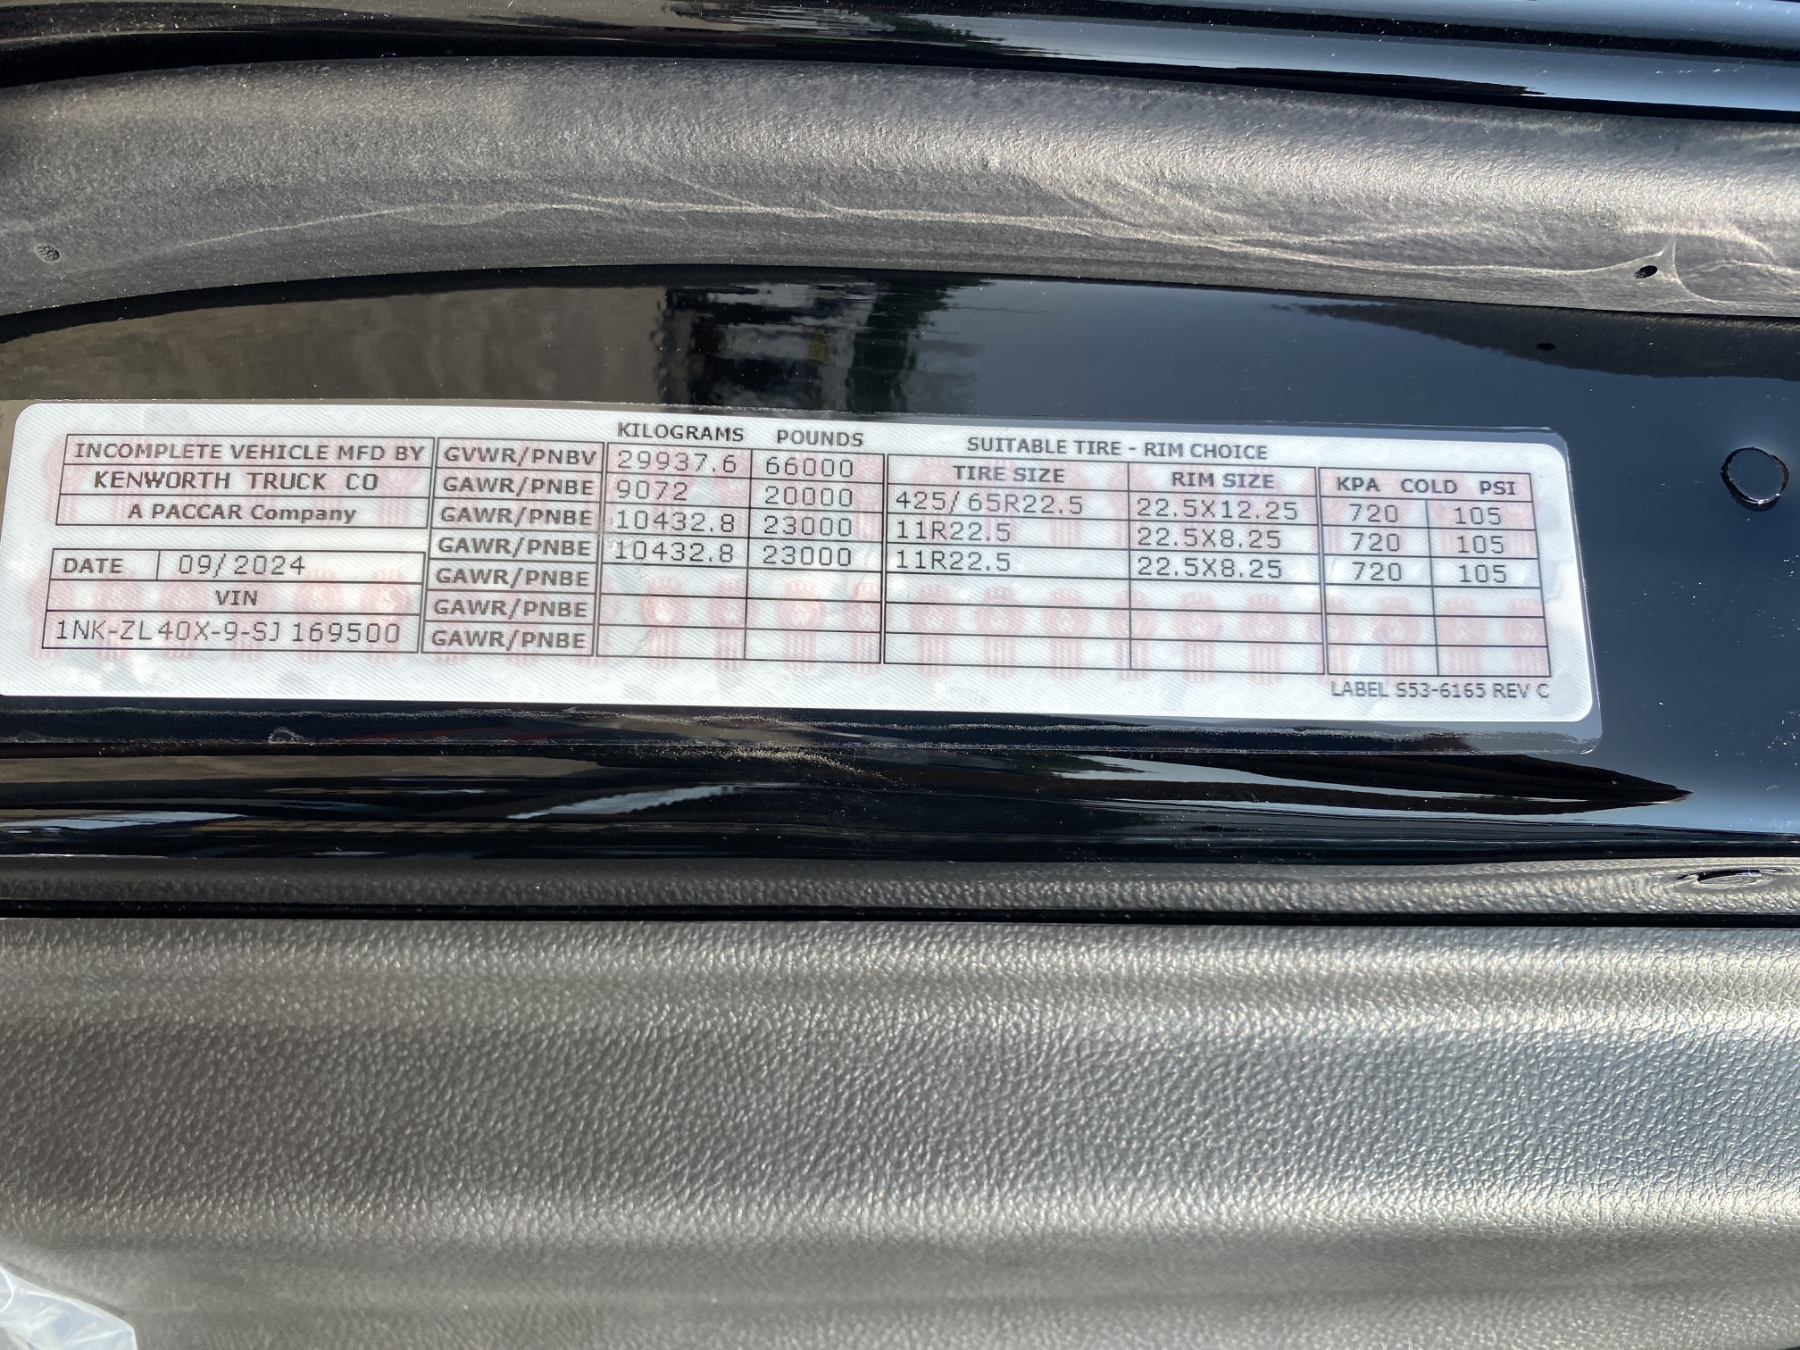 KILOGRAMS POUNDS SUITABLE TIRE - RIM CHOICE
INCOMPLETE VEHICLE MFD BY GVWR/PNBV 29937.6 66000 TIRE SIZE RIM SIZE KPA COLD PSI
KENWORTH TRUCK CO GAWR/PNBE 9072 20000 425/65R22.5 22.5X12.25 720 105
A PACCAR Company GAWR/PNBE 10432.8 23000 11R22.5 22.5X8.25 720 105
GAWR/PNBE 10432.8 23000 11R22.5 22.5X8.25 720 105
DATE 09/2024 GAWR/PNBE
VIN GAWR/PNBE
1NK-ZL40X-9-SJ169500 GAWR/PNBE
LABEL S53-6165 REV C